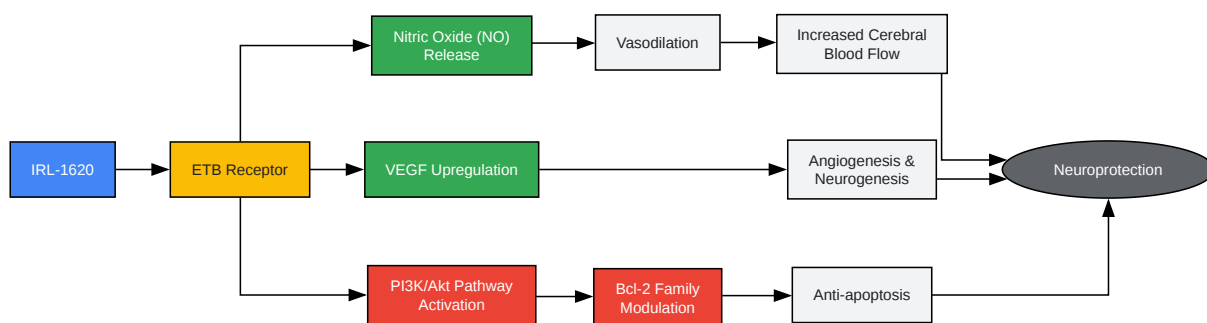 Nitric Oxide (NO)
Release
Vasodilation
Increased Cerebral
Blood Flow
IRL-1620
ETB Receptor
VEGF Upregulation
Angiogenesis &
Neurogenesis
Neuroprotection
PI3K/Akt Pathway
Activation
Bcl-2 Family
Modulation
Anti-apoptosis